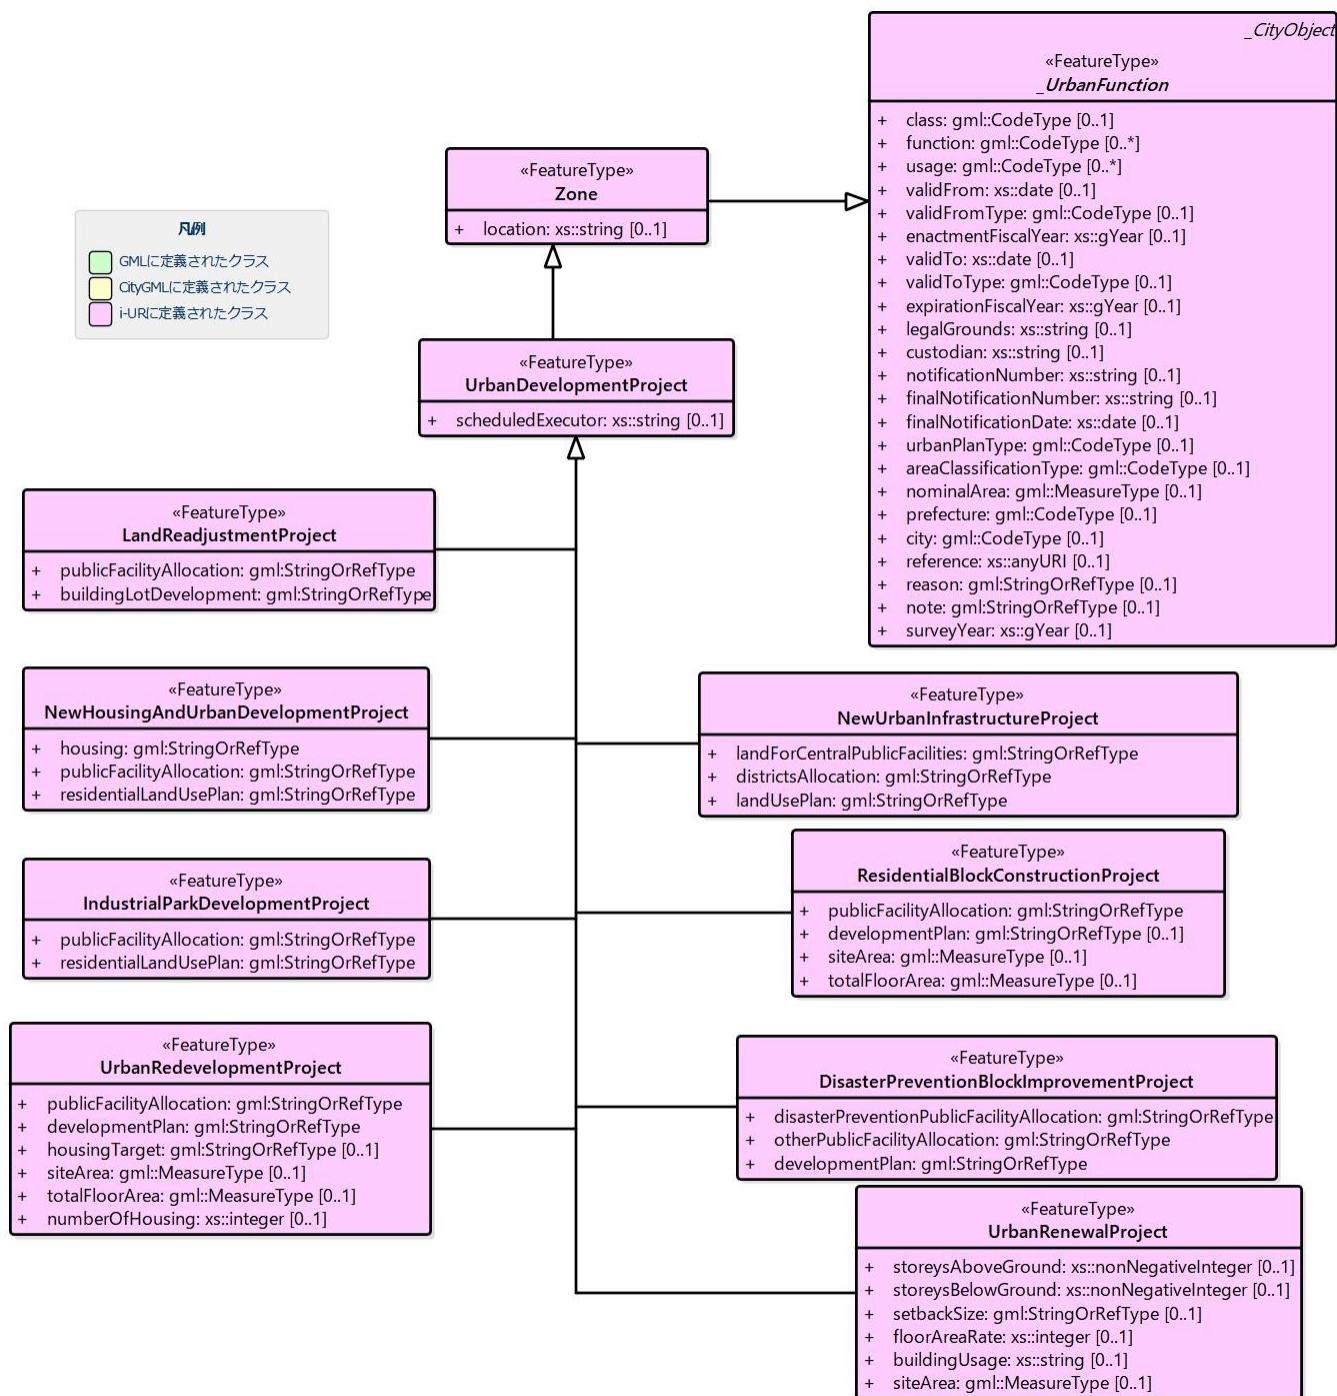 _CityObject
«FeatureType»
_UrbanFunction
+ class: gml::CodeType [0..1]
+ function: gml::CodeType [0..*]
+ usage: gml::CodeType [0..*]
+ validFrom: xs::date [0..1]
+ validFromType: gml::CodeType [0..1]
+ enactmentFiscalYear: xs::gYear [0..1]
+ validTo: xs::date [0..1]
+ validToType: gml::CodeType [0..1]
+ expirationFiscalYear: xs::gYear [0..1]
+ legalGrounds: xs::string [0..1]
+ custodian: xs::string [0..1]
+ notificationNumber: xs::string [0..1]
+ finalNotificationNumber: xs::string [0..1]
+ finalNotificationDate: xs::date [0..1]
+ urbanPlanType: gml::CodeType [0..1]
+ areaClassificationType: gml::CodeType [0..1]
+ nominalArea: gml::MeasureType [0..1]
+ prefecture: gml::CodeType [0..1]
+ city: gml::CodeType [0..1]
+ reference: xs::anyURI [0..1]
+ reason: gml:StringOrRefType [0..1]
+ note: gml:StringOrRefType [0..1]
+ surveyYear: xs::gYear [0..1]
«FeatureType»
Zone
+ location: xs::string [0..1]
凡例
GMLに定義されたクラス
CityGMLに定義されたクラス
i-URに定義されたクラス
«FeatureType»
UrbanDevelopmentProject
+ scheduledExecutor: xs::string [0..1]
«FeatureType»
LandReadjustmentProject
+ publicFacilityAllocation: gml:StringOrRefType
+ buildingLotDevelopment: gml:StringOrRefType
«FeatureType»
NewHousingAndUrbanDevelopmentProject
+ housing: gml:StringOrRefType
+ publicFacilityAllocation: gml:StringOrRefType
+ residentialLandUsePlan: gml:StringOrRefType
«FeatureType»
NewUrbanInfrastructureProject
+ landForCentralPublicFacilities: gml:StringOrRefType
+ districtsAllocation: gml:StringOrRefType
+ landUsePlan: gml:StringOrRefType
«FeatureType»
IndustrialParkDevelopmentProject
+ publicFacilityAllocation: gml:StringOrRefType
+ residentialLandUsePlan: gml:StringOrRefType
«FeatureType»
ResidentialBlockConstructionProject
+ publicFacilityAllocation: gml:StringOrRefType
+ developmentPlan: gml:StringOrRefType [0..1]
+ siteArea: gml::MeasureType [0..1]
+ totalFloorArea: gml::MeasureType [0..1]
«FeatureType»
UrbanRedevelopmentProject
+ publicFacilityAllocation: gml:StringOrRefType
+ developmentPlan: gml:StringOrRefType
+ housingTarget: gml:StringOrRefType [0..1]
+ siteArea: gml::MeasureType [0..1]
+ totalFloorArea: gml::MeasureType [0..1]
+ numberOfHousing: xs::integer [0..1]
«FeatureType»
DisasterPreventionBlockImprovementProject
+ disasterPreventionPublicFacilityAllocation: gml:StringOrRefType
+ otherPublicFacilityAllocation: gml:StringOrRefType
+ developmentPlan: gml:StringOrRefType
«FeatureType»
UrbanRenewalProject
+ storeysAboveGround: xs::nonNegativeInteger [0..1]
+ storeysBelowGround: xs::nonNegativeInteger [0..1]
+ setbackSize: gml:StringOrRefType [0..1]
+ floorAreaRate: xs::integer [0..1]
+ buildingUsage: xs::string [0..1]
+ siteArea: gml::MeasureType [0..1]